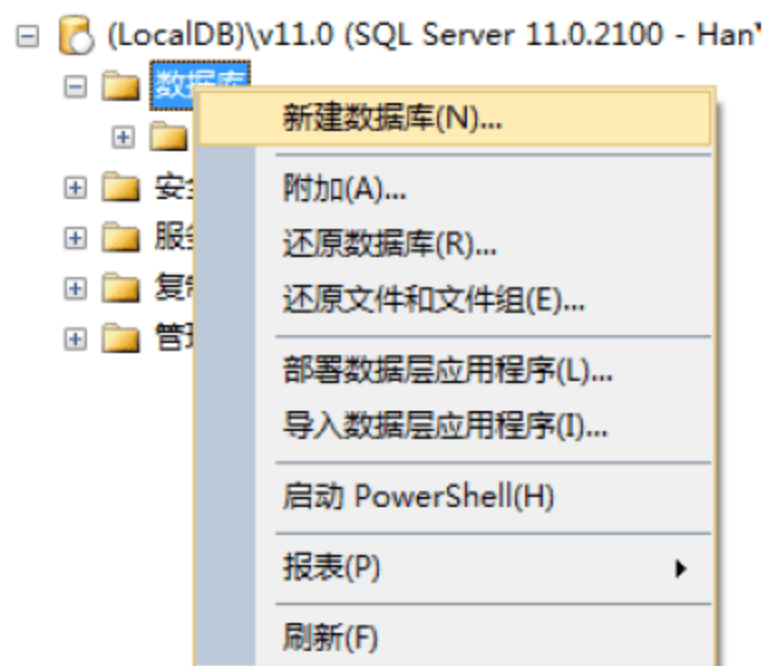 (LocalDB)\v11.0 (SQL Server 11.0.2100 - Han
数据库
新建数据库(N)...
附加(A)...
安
还原数据库(R)...
服
还原文件和文件组(E)...
复
管
部署数据层应用程序(L)...
导入数据层应用程序(I)...
启动 PowerShell(H)
报表(P)
刷新(F)